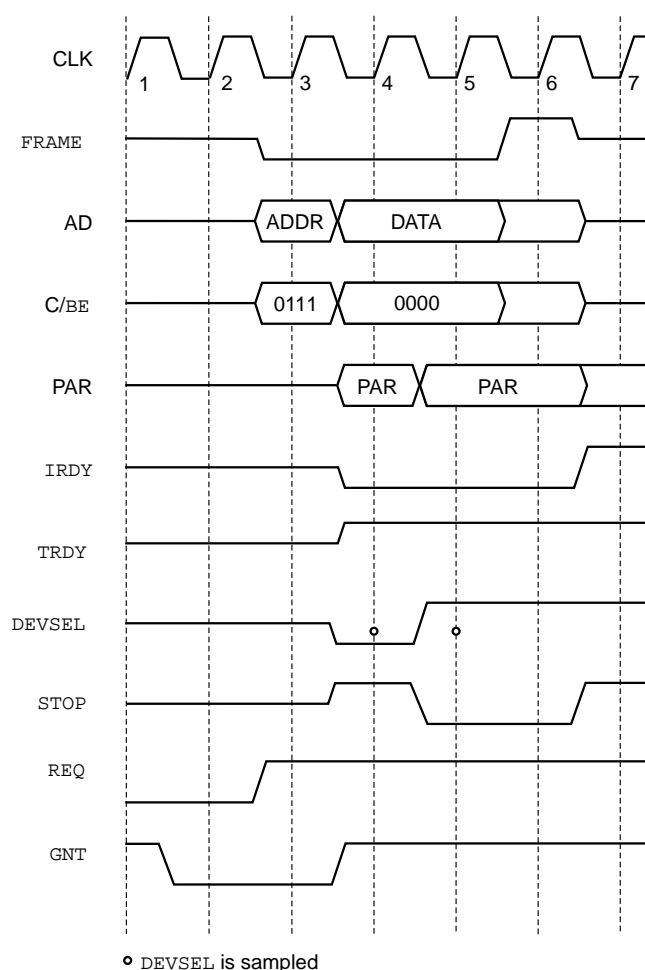 CLK
1 2 3 4 5 6 7
FRAME
AD ADDR DATA
C/BE 0111 0000
PAR PAR PAR
IRDY
TRDY
DEVSEL
STOP
REQ
GNT
DEVSEL is sampled